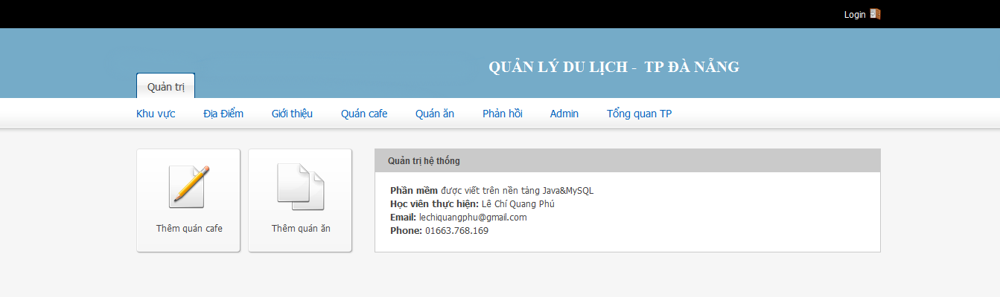 Login
QUẢN LÝ DU LỊCH - TP ĐÀ NẴNG
Quản trị
Khu vực Địa Điểm Giới thiệu Quán cafe Quán ăn Phản hồi Admin Tổng quan TP
Quản trị hệ thống
Phần mềm được viết trên nền tảng Java&MySQL
Học viên thực hiện: Lê Chí Quang Phú
Email: lechiquangphu@gmail.com
Phone: 01663.768.169
Thêm quán cafe Thêm quán ăn